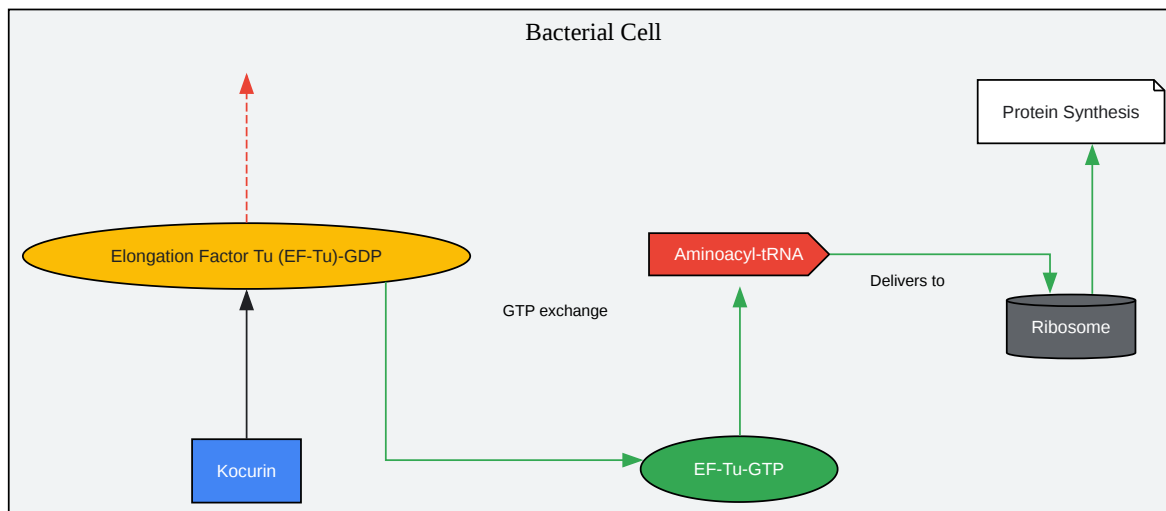 Bacterial Cell
Protein Synthesis
Elongation Factor Tu (EF-Tu)-GDP
Aminoacyl-tRNA
Delivers to
GTP exchange
Ribosome
Kocurin
EF-Tu-GTP